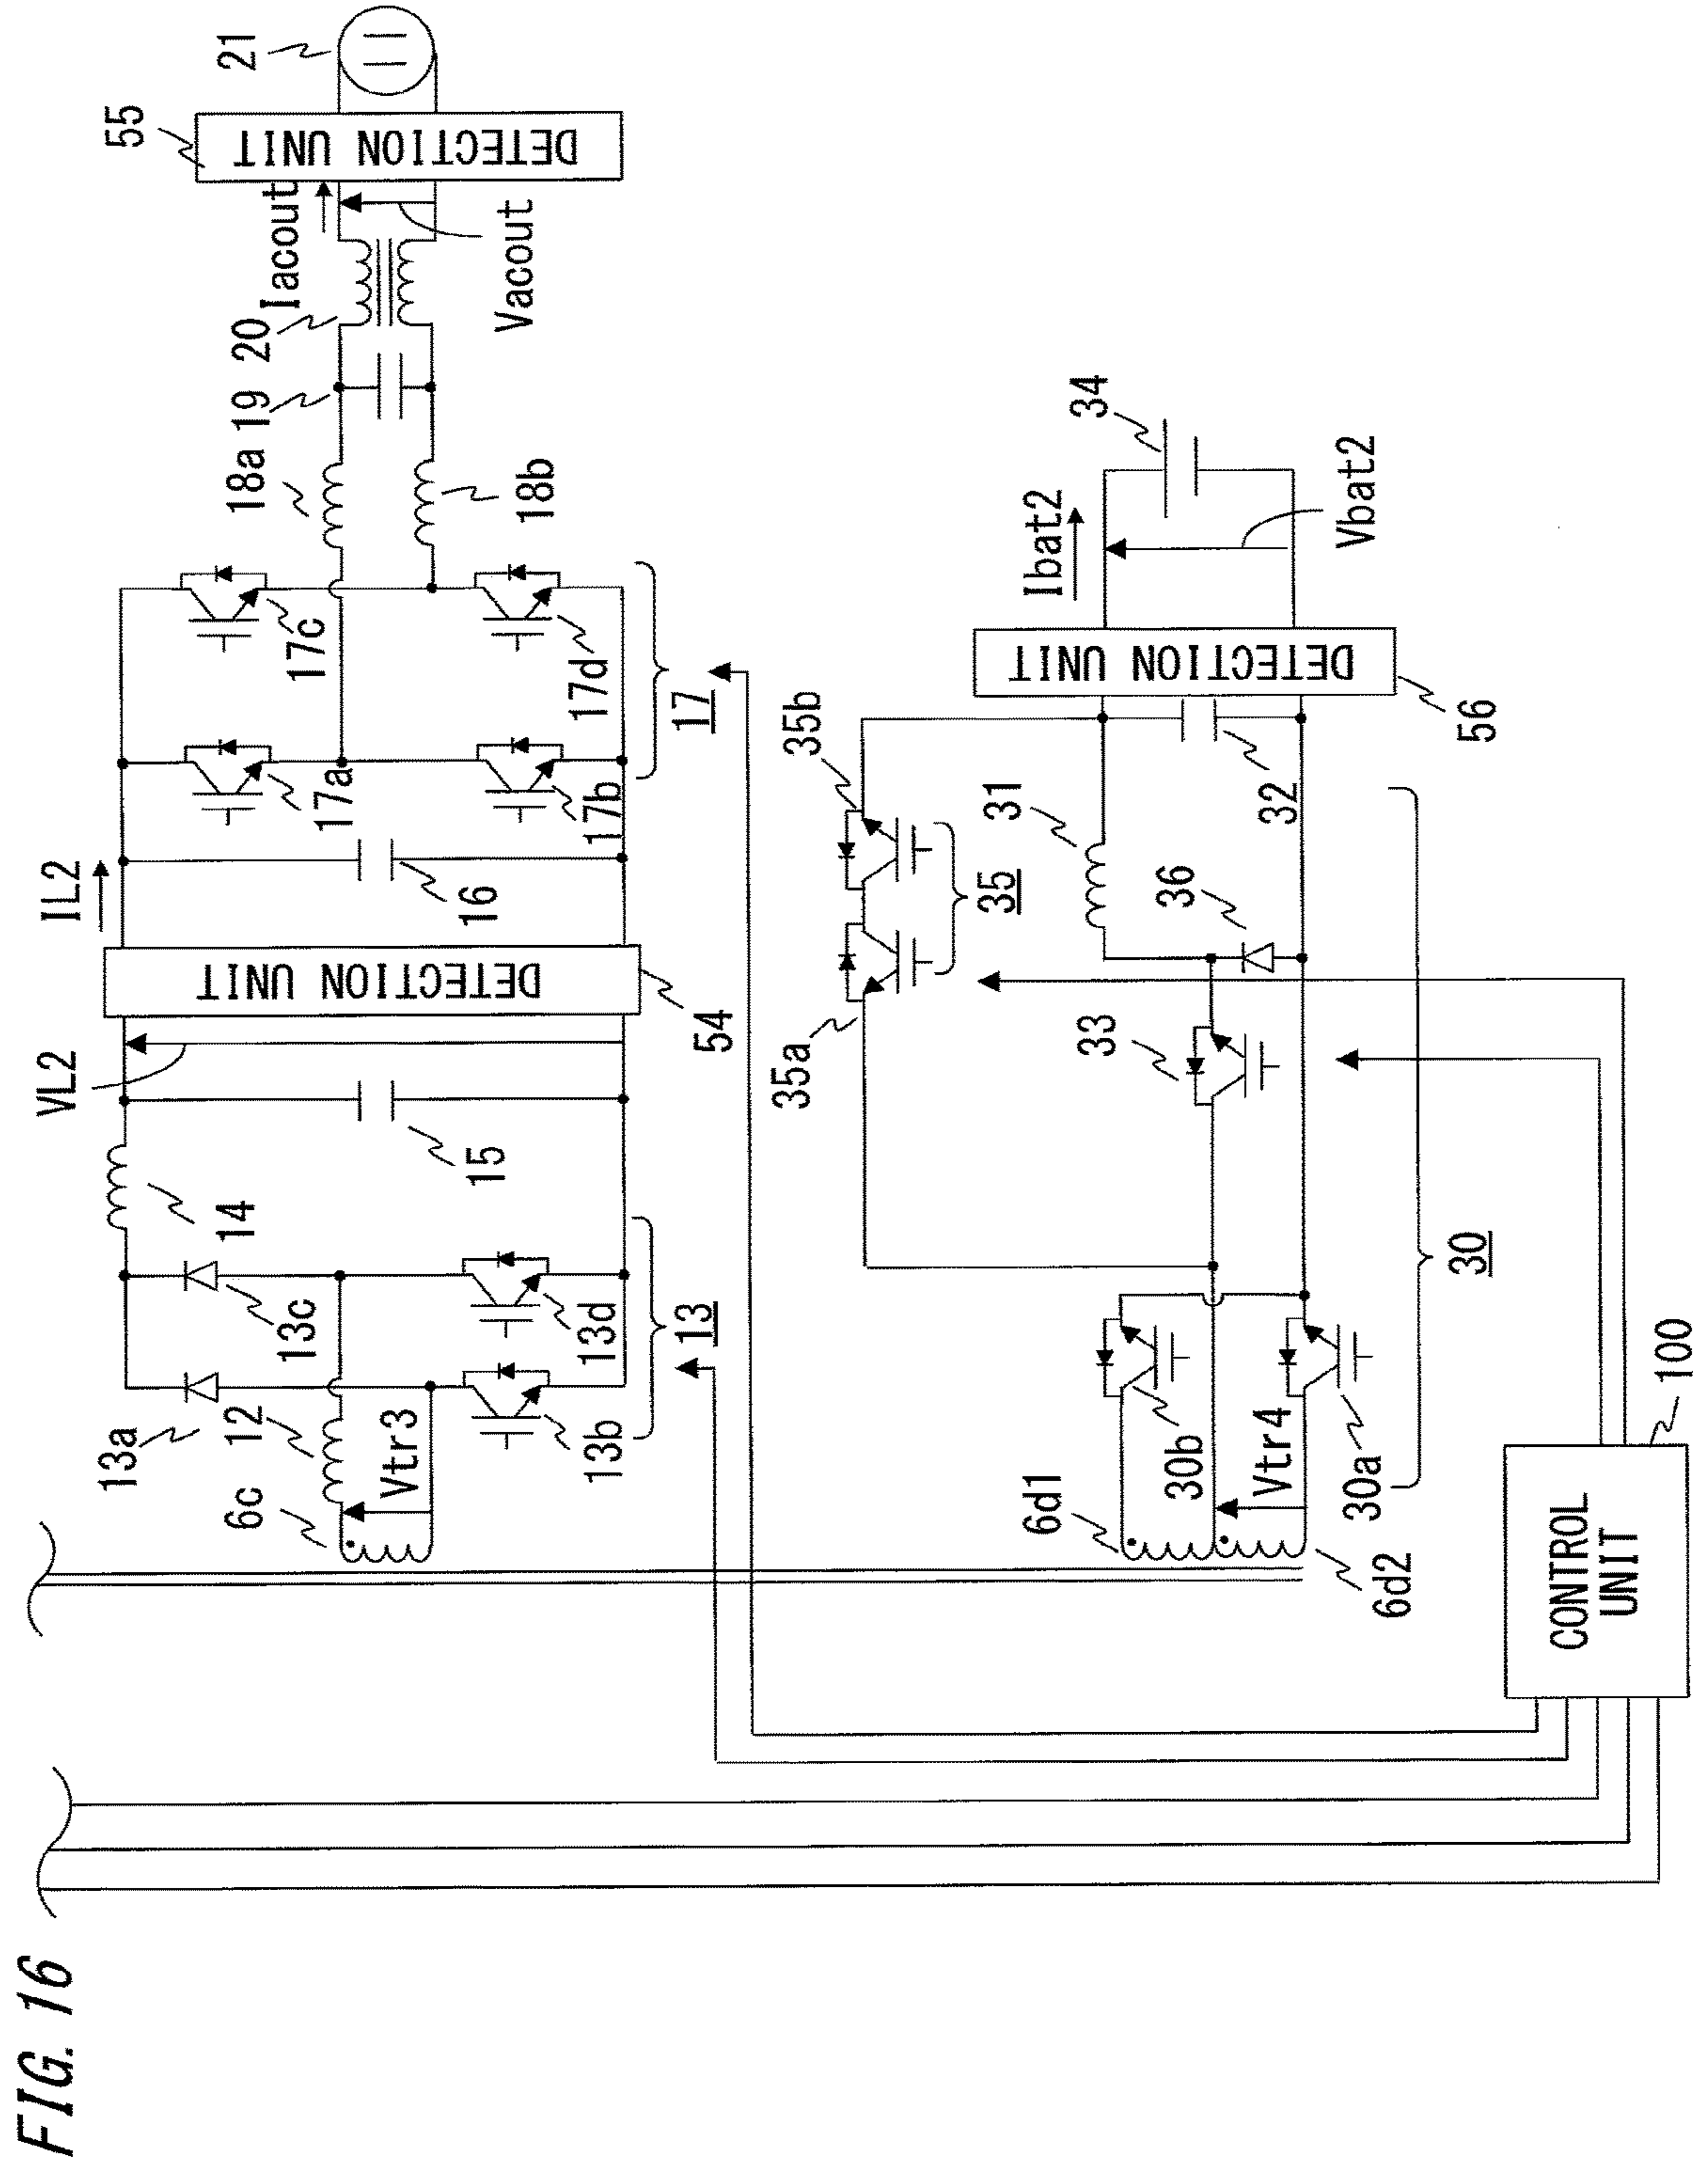 FIG. 16
21
55
DETECTION UNIT
Iacout
Vacout
20
19
18a
18b
17c
17d
17
17a
17b
IL2
16
DETECTION UNIT
54
VL2
15
14
13c
13d
13
13a
12
Vtr3
13b
6c
34
Ibat2
Vbat2
DETECTION UNIT
56
35b
35
35a
31
32
36
33
30
6d1
30b
Vtr4
30a
6d2
100
CONTROL
UNIT